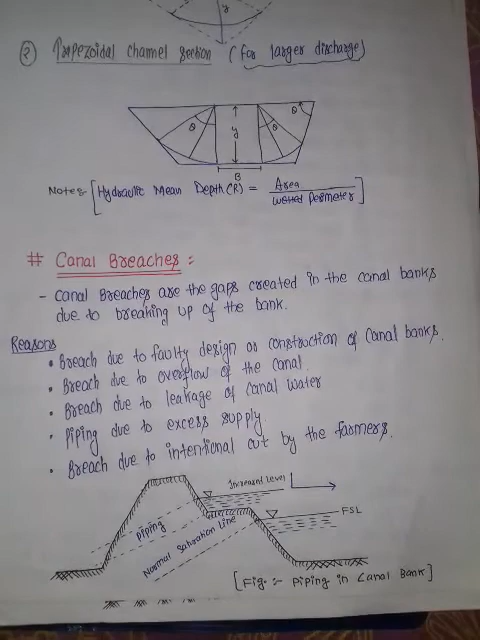 r
② Trapezoidal channel section (for larger discharge)
θ y θ θ
B
Notes [Hydraulic Mean Depth (R) = Area / Wetted Perimeter]
# Canal Breaches :
- Canal Breaches are the gaps created in the canal banks
due to breaking up of the bank.
Reasons
• Breach due to faulty design or construction of canal banks.
• Breach due to overflow of the canal.
• Breach due to leakage of canal water
• Piping due to excess supply.
• Breach due to intentional cut by the farmers.
Increased Level
FSL
Piping
Normal Satration Line
[Fig :- Piping in Canal Bank]